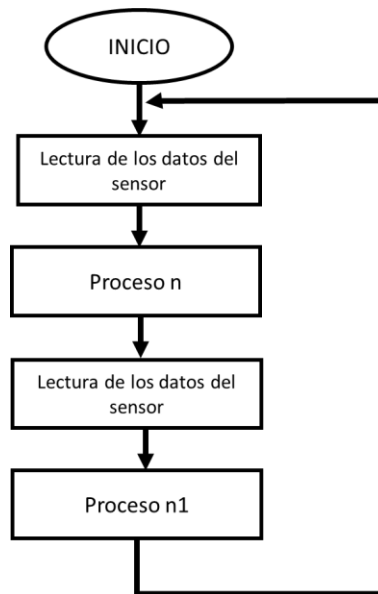 INICIO
Lectura de los datos del
sensor
Proceso n
Lectura de los datos del
sensor
Proceso n1